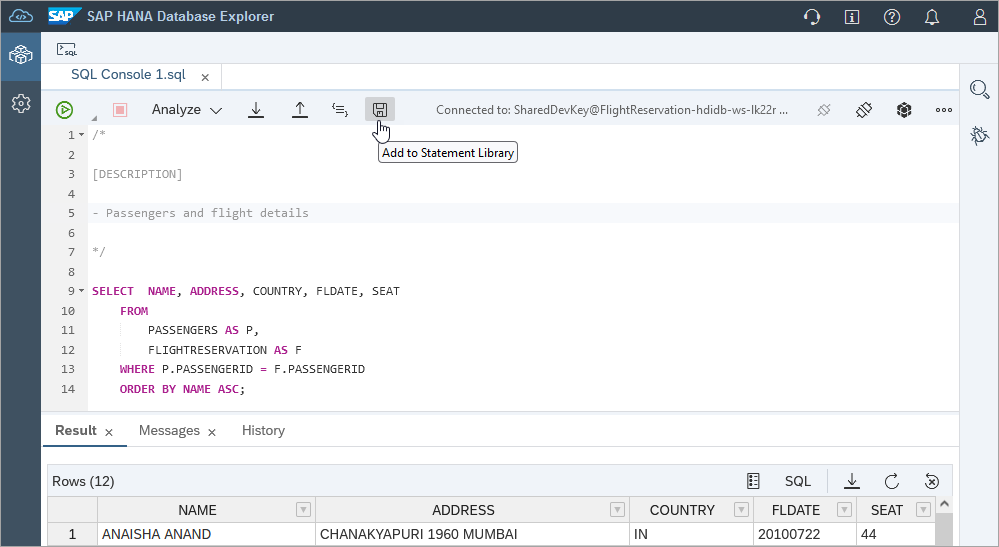 SAP SAP HANA Database Explorer
SQL
SQL Console 1.sql
Analyze
Connected to: SharedDevKey@FlightReservation-hdidb-ws-lk22r ...
Add to Statement Library
1 /*
2
3 [DESCRIPTION]
4
5 - Passengers and flight details
6
7 */
8
9 SELECT NAME, ADDRESS, COUNTRY, FLDATE, SEAT
10 FROM
11 PASSENGERS AS P,
12 FLIGHTRESERVATION AS F
13 WHERE P.PASSENGERID = F.PASSENGERID
14 ORDER BY NAME ASC;
Result Messages History
Rows (12) SQL
NAME ADDRESS COUNTRY FLDATE SEAT
1 ANAISHA ANAND CHANAKYAPURI 1960 MUMBAI IN 20100722 44